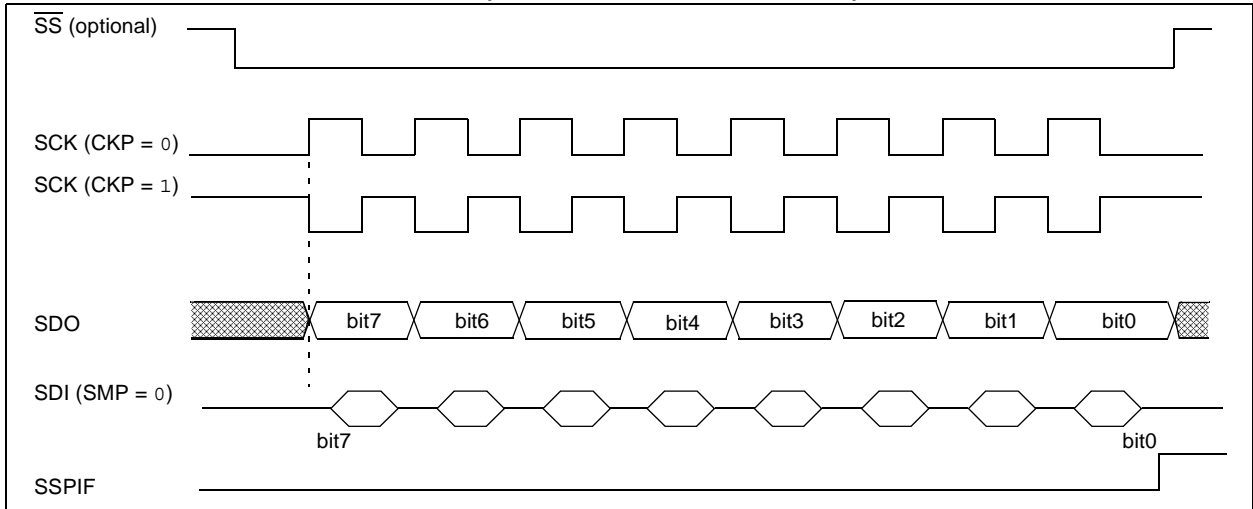 SS (optional)
SCK (CKP = 0)
SCK (CKP = 1)
SDO
bit7 bit6 bit5 bit4 bit3 bit2 bit1 bit0
SDI (SMP = 0)
bit7 bit0
SSPIF